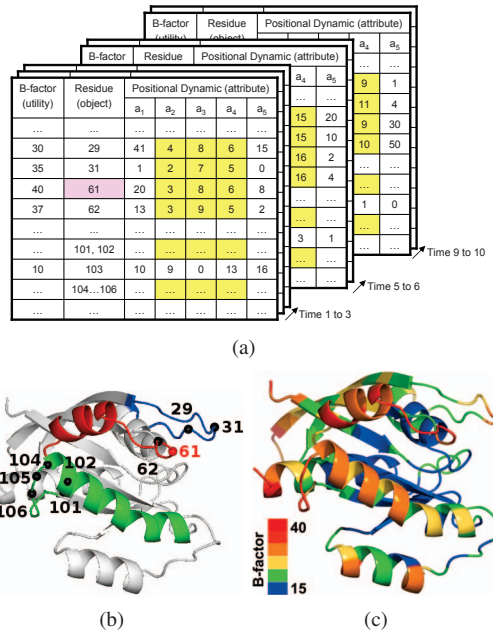 B-factor Residue Positional Dynamic (attribute)
(utility) (object)
a4 a5
... ...
9 1
11 4
9 30
10 50
... ...
... ...
1 0
... ...
... ...
Time 9 to 10
B-factor Residue Positional Dynamic (attribute)
a4 a5
... ...
15 20
15 10
16 2
16 4
... ...
... ...
3 1
... ...
... ...
Time 5 to 6
B-factor Residue Positional Dynamic (attribute)
(utility) (object)
a1 a2 a3 a4 a5
... ... ... ... ... ... ...
30 29 41 4 8 6 15
35 31 1 2 7 5 0
40 61 20 3 8 6 8
37 62 13 3 9 5 2
... ... ... ... ... ... ...
... 101, 102 ... ... ... ... ...
10 103 10 9 0 13 16
... 104...106 ... ... ... ... ...
... ... ... ... ... ... ...
Time 1 to 3
(a)
29
31
62
61
104
102
105
106
101
(b)
B-factor
40
15
(c)